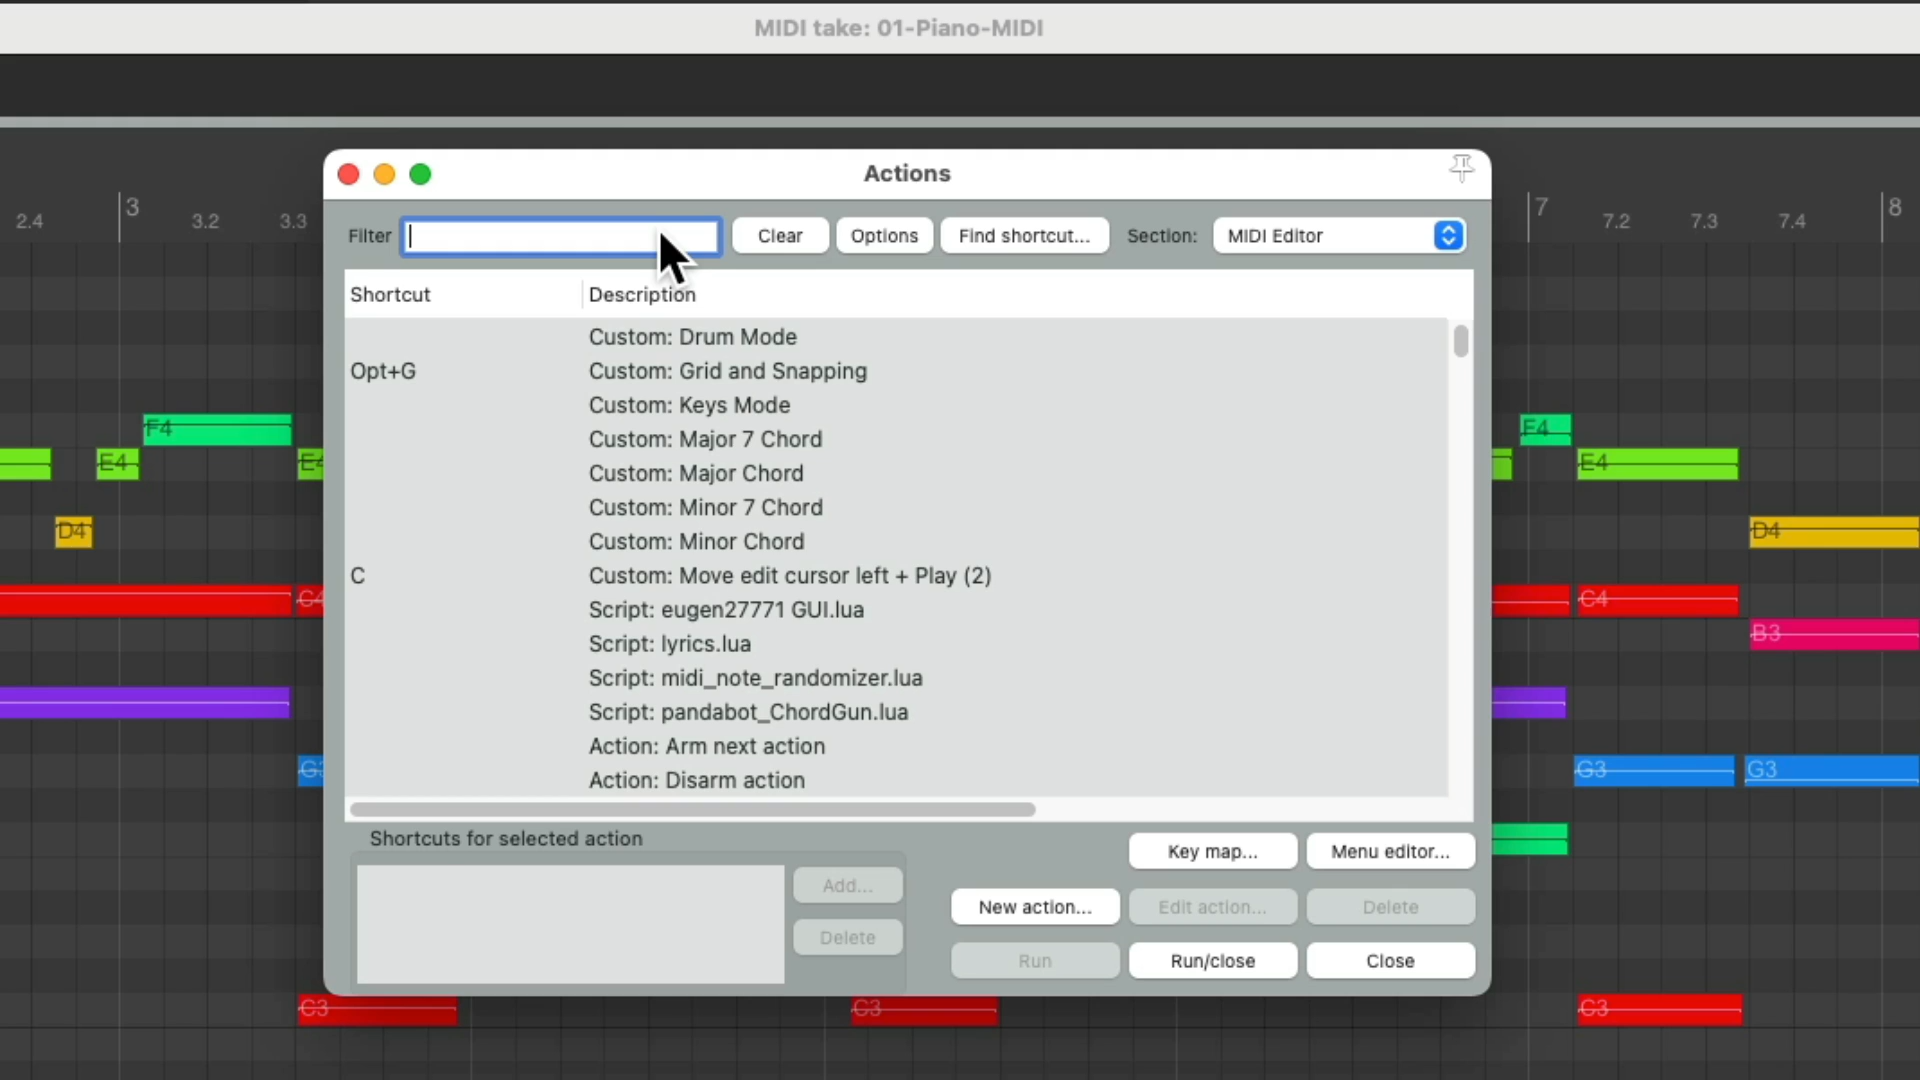 MIDI take: 01-Piano-MIDI
Actions
2.4 3 3.2 3.3 7 7.2 7.3 7.4 8
Filter Clear Options Find shortcut... Section: MIDI Editor
Shortcut Description
Custom: Drum Mode
Opt+G Custom: Grid and Snapping
Custom: Keys Mode
F4 Custom: Major 7 Chord F4
E4 E4 Custom: Major Chord E4
Custom: Minor 7 Chord
D4 Custom: Minor Chord D4
C Custom: Move edit cursor left + Play (2)
C4 Script: eugen27771 GUI.lua C4
Script: lyrics.lua B3
Script: midi_note_randomizer.lua
Script: pandabot_ChordGun.lua
Action: Arm next action
G3 Action: Disarm action G3 G3
Shortcuts for selected action
Key map... Menu editor...
Add...
New action... Edit action... Delete
Delete
Run Run/close Close
C3 C3 C3